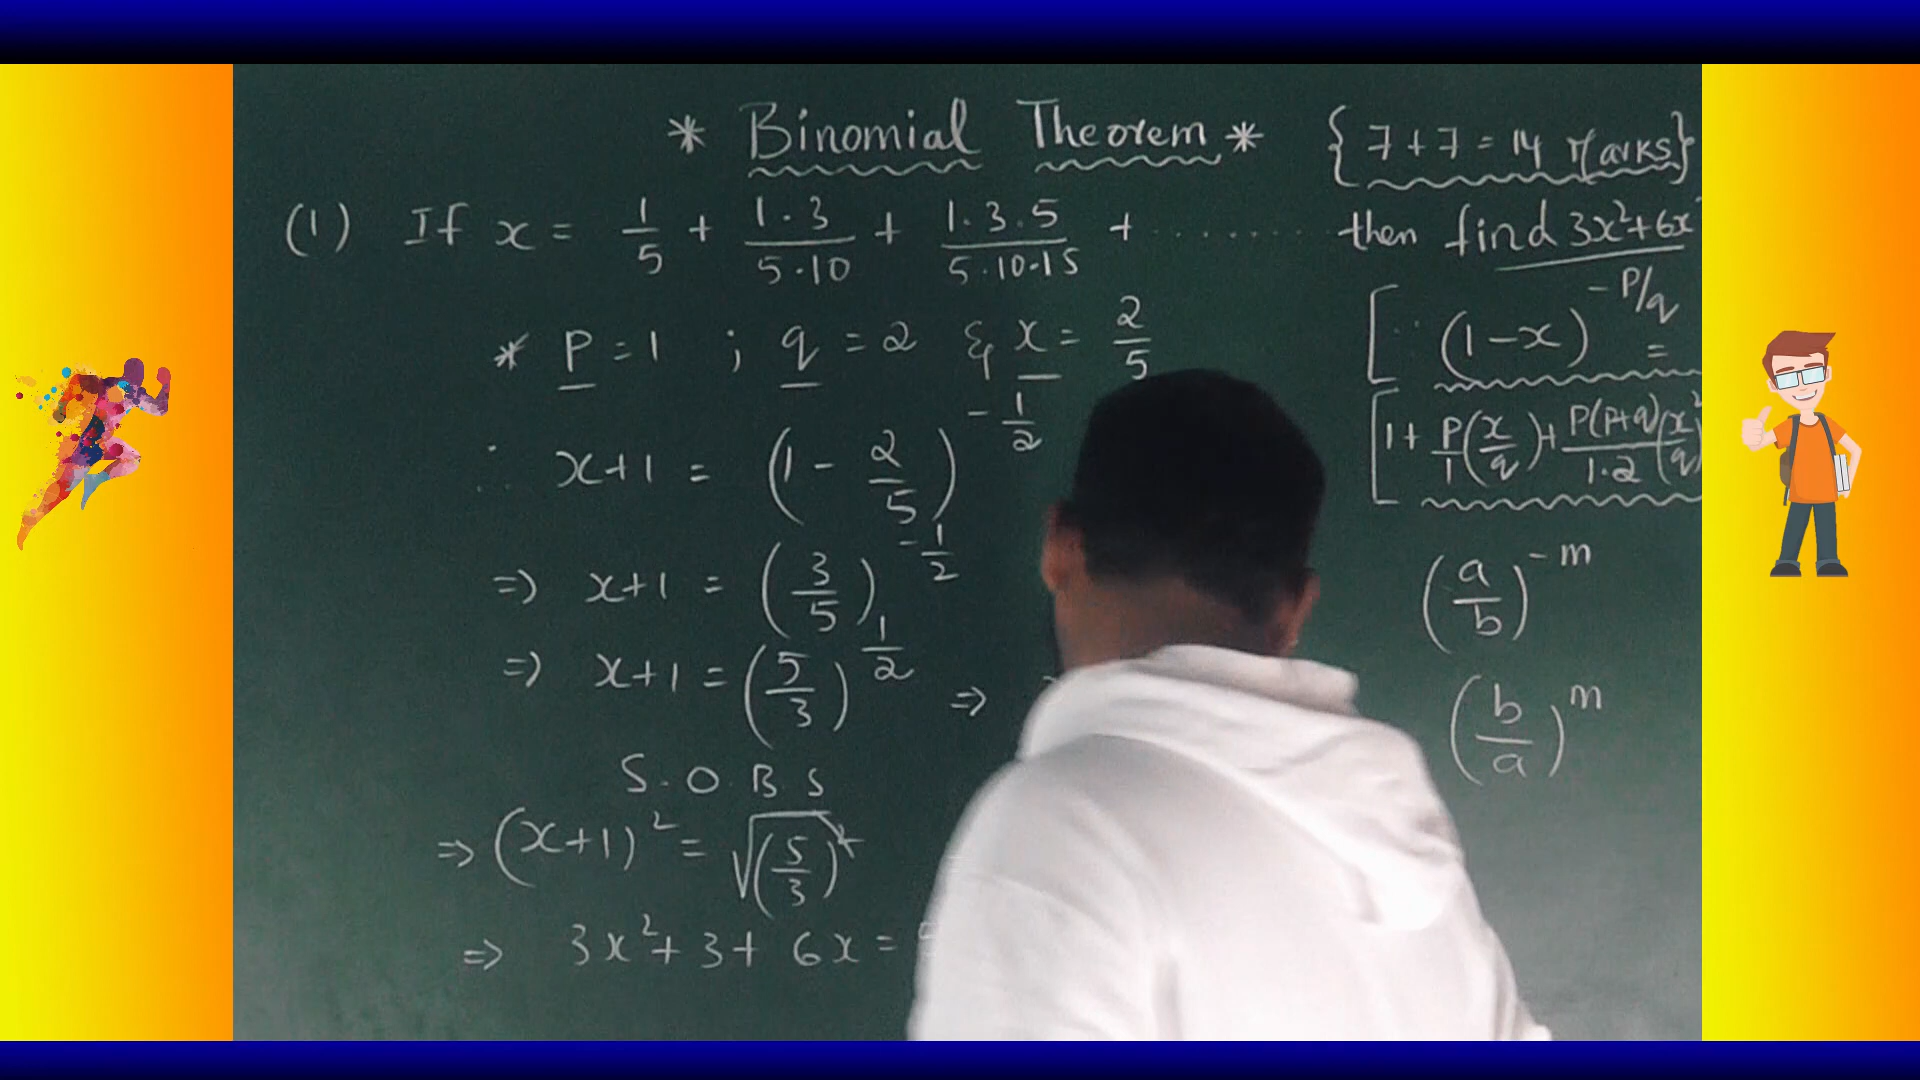 * Binomial Theorem * {7+7=14 Marks}
(1) If x = 1/5 + 1·3/5·10 + 1·3·5/5·10·15 + ........ then find 3x²+6x
* P = 1 ; q = 2 & x = 2/5 [∵ (1-x)^-P/q =
[1+ P/1(x/q)+ P(P+q)/1·2(x/q)²
∴ x+1 = (1 - 2/5)^-1/2
=> x+1 = (3/5)^-1/2 (a/b)^-m
=> x+1 = (5/3)^1/2 => (b/a)^m
S.O.B S
=> (x+1)² = √(5/3)²
=> 3x²+ 3+ 6x =